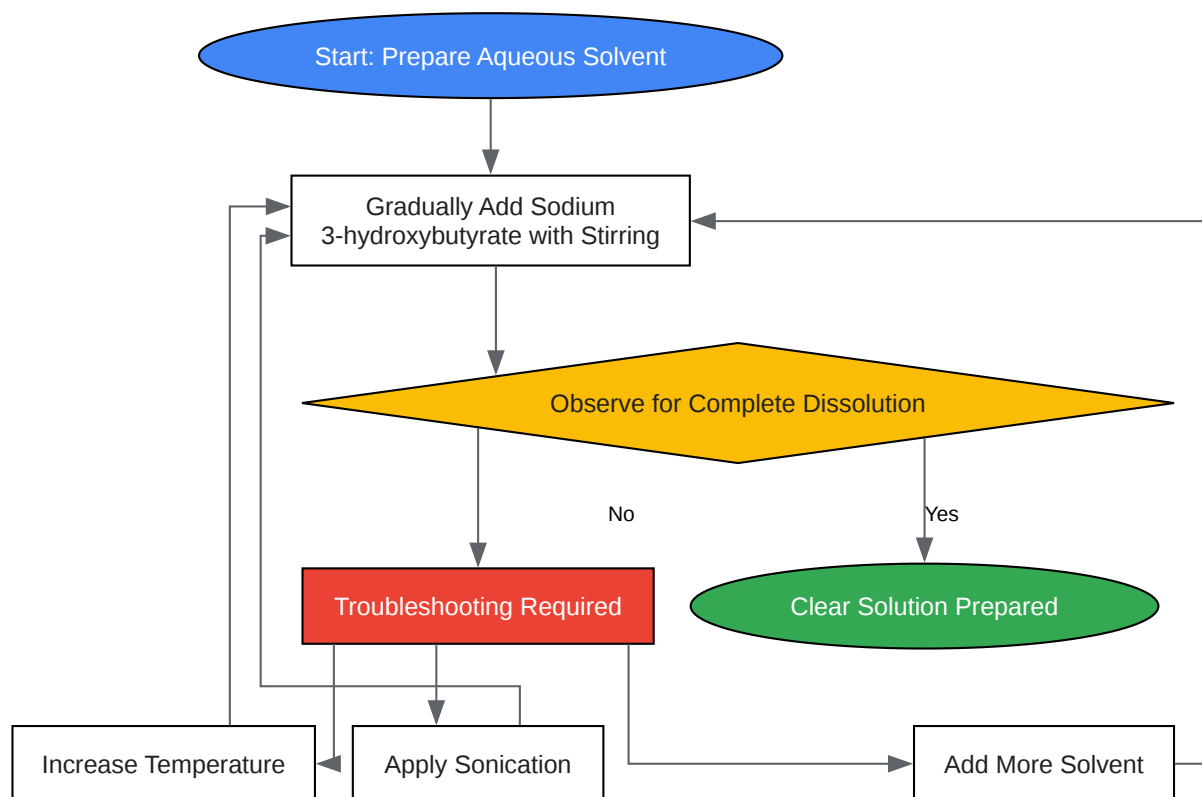 Start: Prepare Aqueous Solvent
Gradually Add Sodium
3-hydroxybutyrate with Stirring
Observe for Complete Dissolution
No
Yes
Troubleshooting Required
Clear Solution Prepared
Increase Temperature
Apply Sonication
Add More Solvent